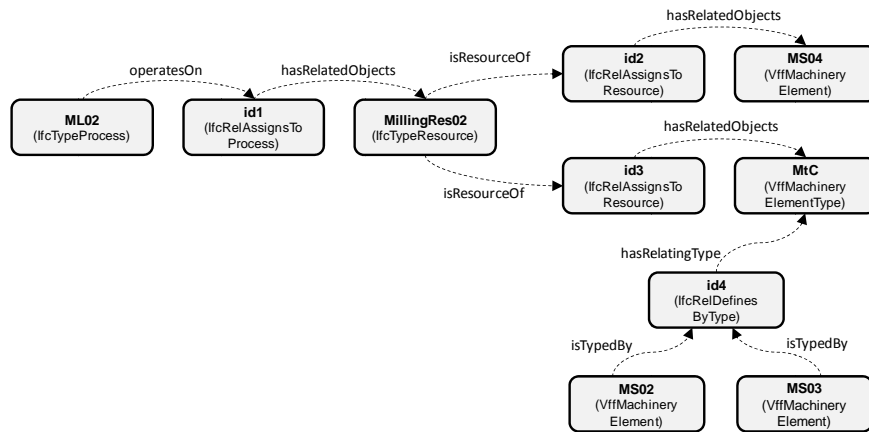 id2
(IfcRelAssignsTo
Resource)
MS04
(VffMachinery
Element)
hasRelatedObjects
isResourceOf
operatesOn
hasRelatedObjects
ML02
(IfcTypeProcess)
id1
(IfcRelAssignsTo
Process)
MillingRes02
(IfcTypeResource)
hasRelatedObjects
isResourceOf
id3
(IfcRelAssignsTo
Resource)
MtC
(VffMachinery
ElementType)
hasRelatingType
id4
(IfcRelDefines
ByType)
isTypedBy
isTypedBy
MS02
(VffMachinery
Element)
MS03
(VffMachinery
Element)